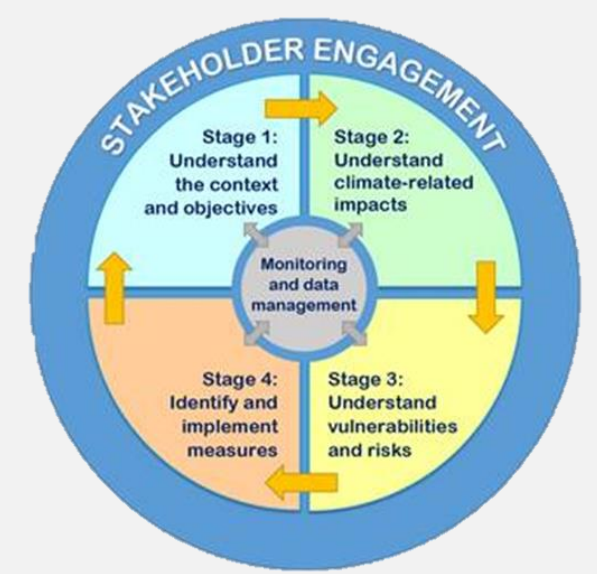 STAKEHOLDER ENGAGEMENT
Stage 1:
Understand
the context
and objectives
Stage 2:
Understand
climate-related
impacts
Monitoring
and data
management
Stage 4:
Identify and
implement
measures
Stage 3:
Understand
vulnerabilities
and risks